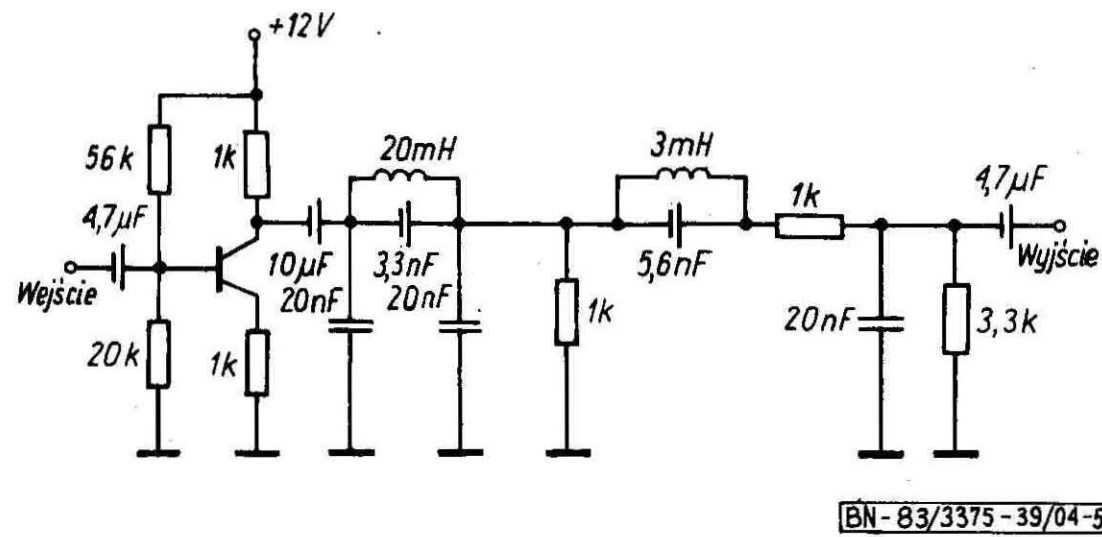 +12V
56k
1k
20mH
3mH
4,7µF
1k
4,7µF
Wejście
10µF
3,3nF
5,6nF
Wyjście
20nF
20nF
20k
1k
1k
20nF
3,3k
BN-83/3375-39/04-5